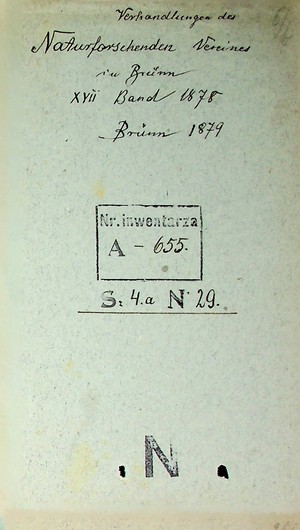 Verhandlungen des
Naturforschenden Vereines
in Brünn
XVII Band 1878
Brünn 1879
Nr. inwentarza
A - 655.
S: 4.a N 29.
N